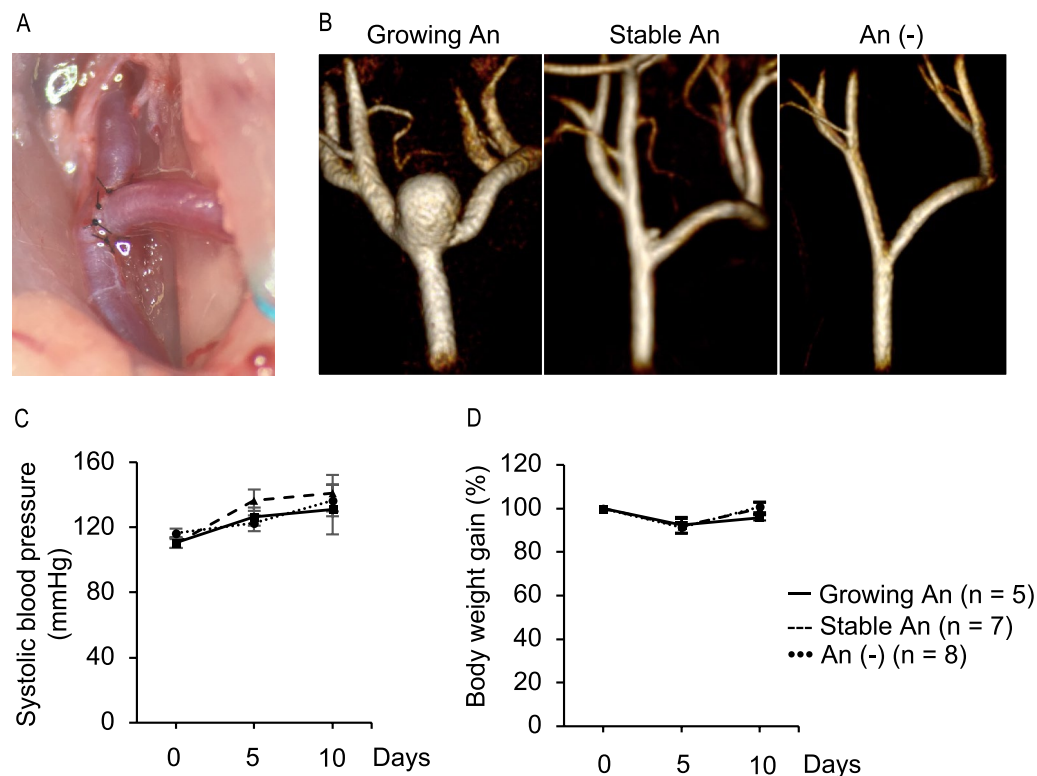 A
B
Growing An
Stable An
An (-)
C
Systolic blood pressure
(mmHg)
160
120
80
40
0
0
5
10
Days
D
Body weight gain (%)
120
100
80
60
40
20
0
0
5
10
Days
Growing An (n = 5)
Stable An (n = 7)
An (-) (n = 8)